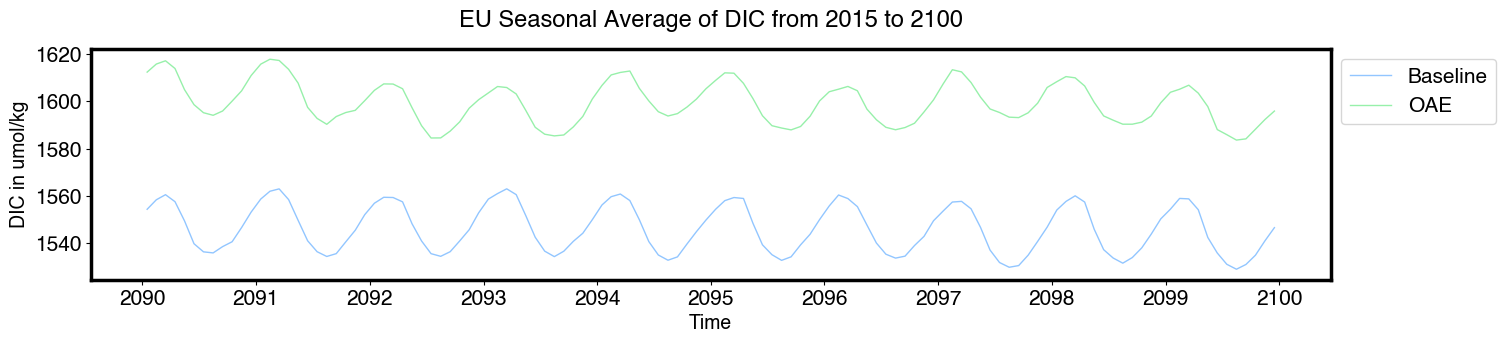 EU Seasonal Average of DIC from 2015 to 2100
DIC in umol/kg
1620
1600
1580
1560
1540
2090 2091 2092 2093 2094 2095 2096 2097 2098 2099 2100
Time
Baseline
OAE